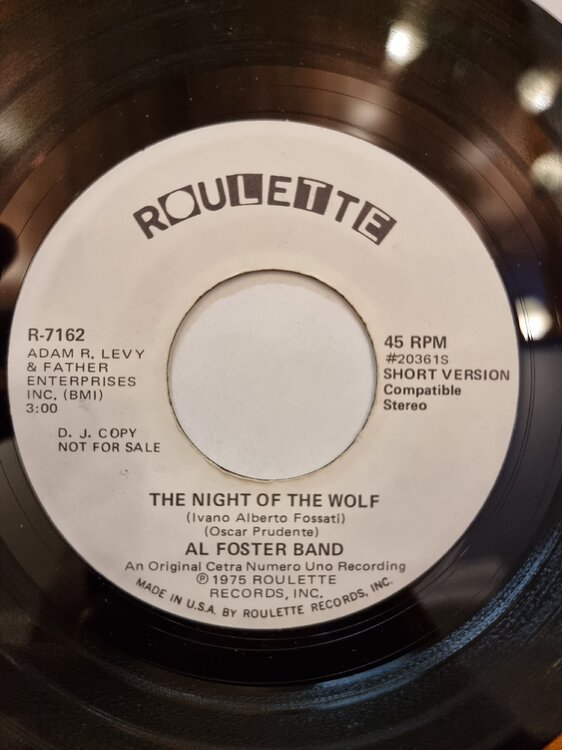 ROULETTE
R-7162
ADAM R. LEVY
& FATHER
ENTERPRISES
INC. (BMI)
3:00
D. J. COPY
NOT FOR SALE
45 RPM
#20361S
SHORT VERSION
Compatible
Stereo
THE NIGHT OF THE WOLF
(Ivano Alberto Fossati)
(Oscar Prudente)
AL FOSTER BAND
An Original Cetra Numero Uno Recording
℗ 1975 ROULETTE
RECORDS, INC.
MADE IN U.S.A. BY ROULETTE RECORDS, INC.